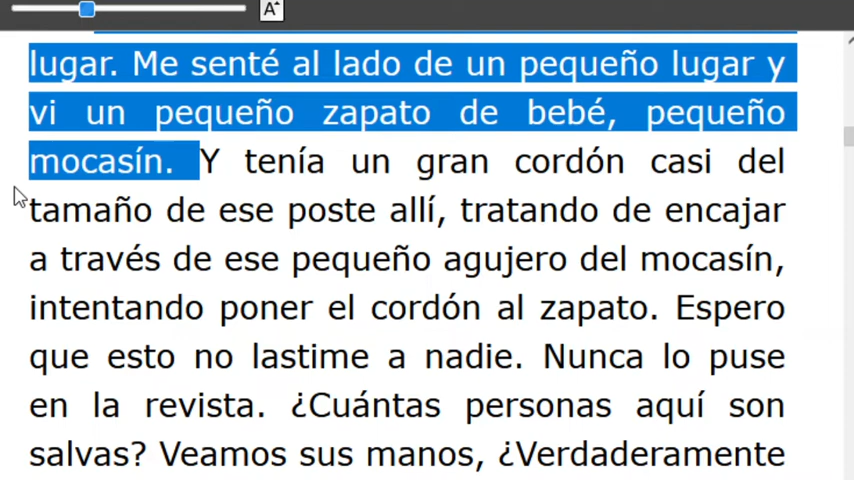 A
lugar. Me senté al lado de un pequeño lugar y
vi un pequeño zapato de bebé, pequeño
mocasín. Y tenía un gran cordón casi del
tamaño de ese poste allí, tratando de encajar
a través de ese pequeño agujero del mocasín,
intentando poner el cordón al zapato. Espero
que esto no lastime a nadie. Nunca lo puse
en la revista. ¿Cuántas personas aquí son
salvas? Veamos sus manos, ¿Verdaderamente